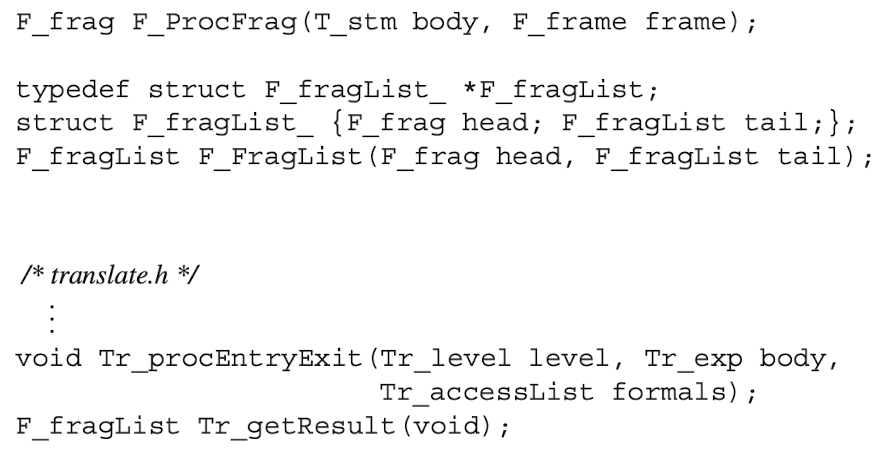 F_frag F_ProcFrag(T_stm body, F_frame frame);
typedef struct F_fragList_ *F_fragList;
struct F_fragList_ {F_frag head; F_fragList tail;};
F_fragList F_FragList(F_frag head, F_fragList tail);
/* translate.h */
⋮
void Tr_procEntryExit(Tr_level level, Tr_exp body,
                      Tr_accessList formals);
F_fragList Tr_getResult(void);